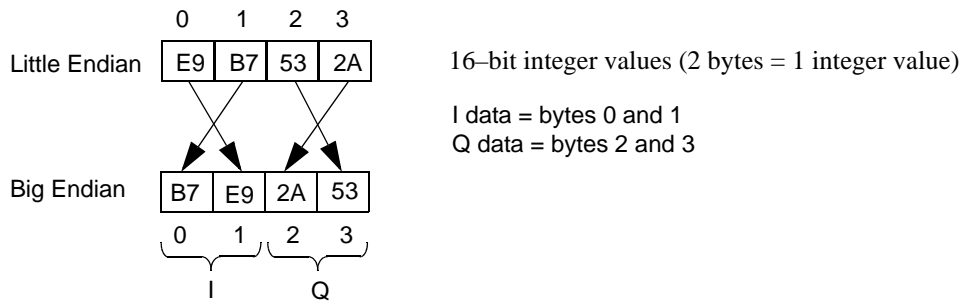 0 1 2 3
Little Endian E9 B7 53 2A
16–bit integer values (2 bytes = 1 integer value)
I data = bytes 0 and 1
Q data = bytes 2 and 3
Big Endian B7 E9 2A 53
0 1 2 3
I Q